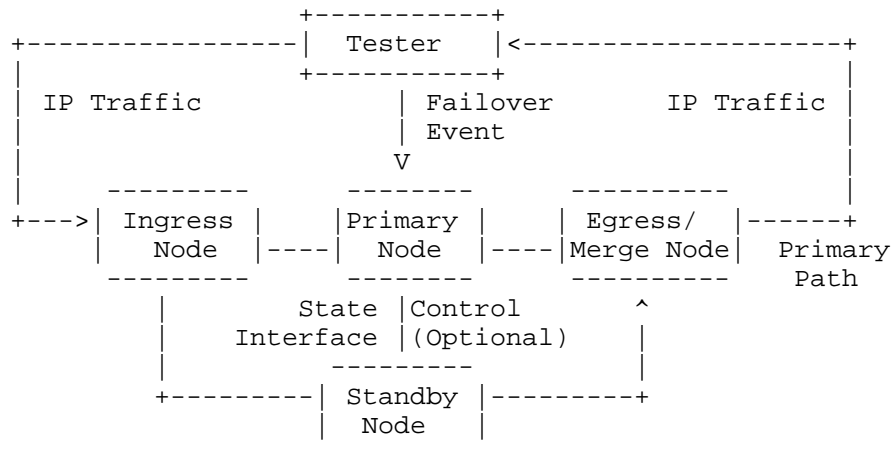 Tester
IP Traffic Failover IP Traffic
Event
Ingress Primary Egress/
Node Node Merge Node Primary
Path
State Control
Interface (Optional)
Standby
Node